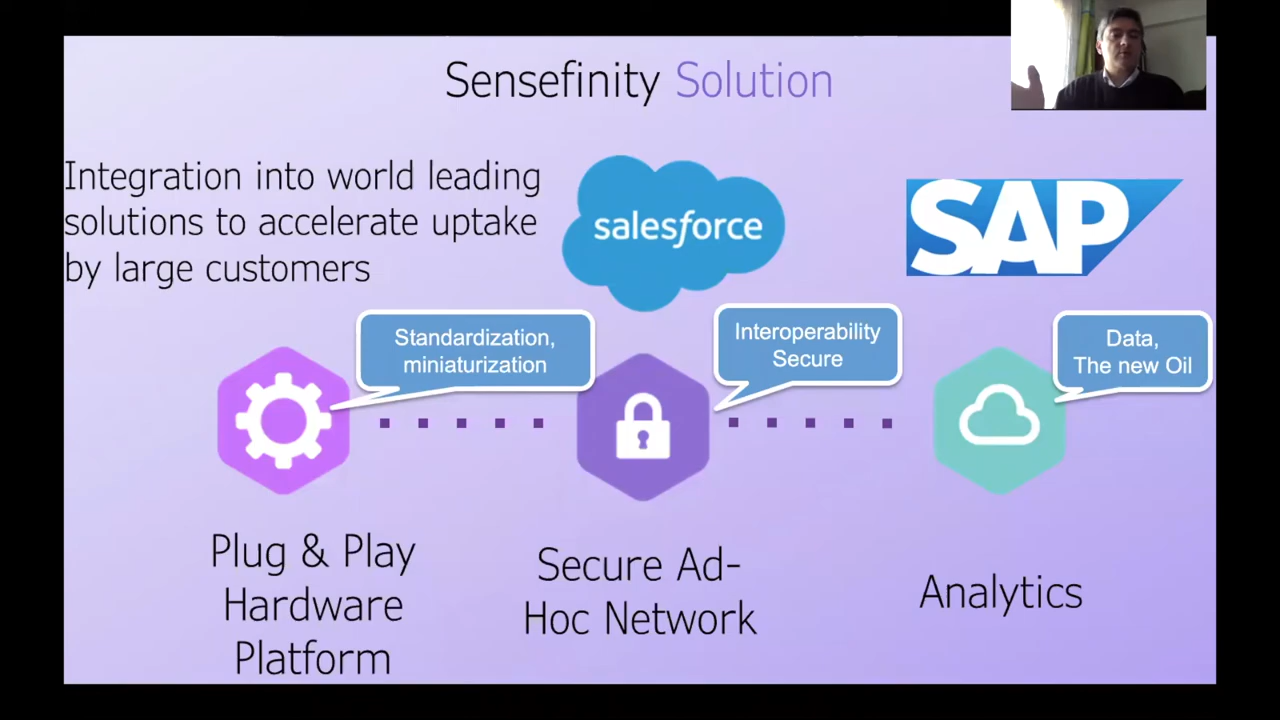 Sensefinity Solution
Integration into world leading
solutions to accelerate uptake
by large customers
salesforce
SAP
Standardization,
miniaturization
Interoperability
Secure
Data,
The new Oil
Plug & Play
Hardware
Platform
Secure Ad-
Hoc Network
Analytics